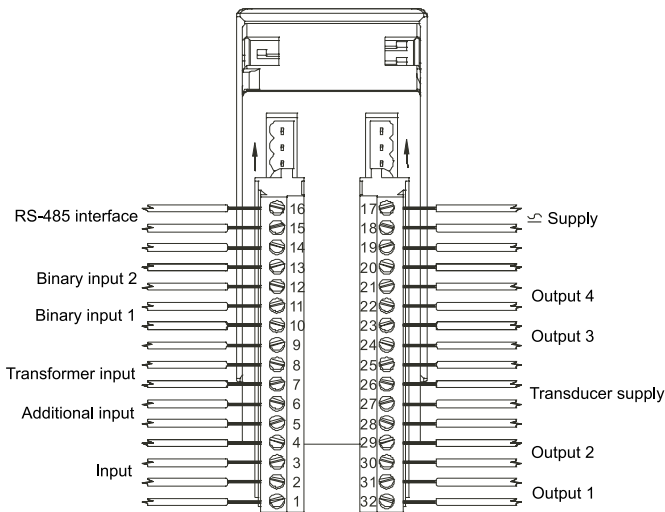 RS-485 interface
Binary input 2
Binary input 1
Transformer input
Additional input
Input
16
15
14
13
12
11
10
9
8
7
6
5
4
3
2
1
17
18
19
20
21
22
23
24
25
26
27
28
29
30
31
32
Supply
Output 4
Output 3
Transducer supply
Output 2
Output 1